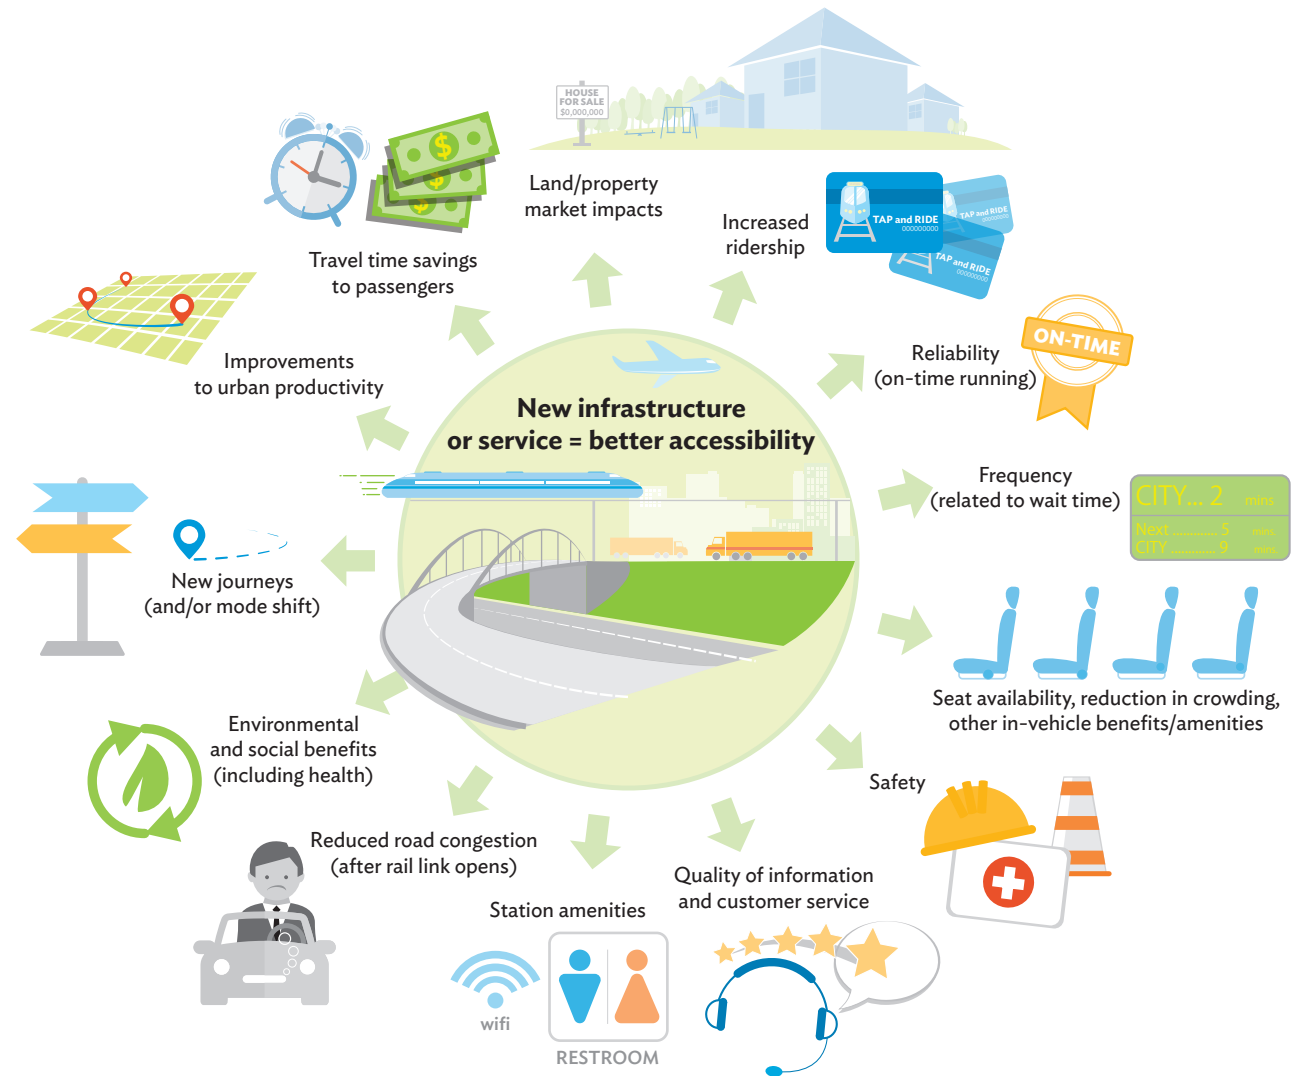 HOUSE
FOR SALE
$0,000,000
Land/property
market impacts
Increased
ridership
TAP and RIDE
000000000
TAP and RIDE
000000000
TAP and RIDE
000000000
Travel time savings
to passengers
Improvements
to urban productivity
Reliability
(on-time running)
ON-TIME
New infrastructure
or service = better accessibility
Frequency
(related to wait time)
CITY... 2 mins
Next ............. 5 mins
CITY ............. 9 mins
New journeys
(and/or mode shift)
Seat availability, reduction in crowding,
other in-vehicle benefits/amenities
Environmental
and social benefits
(including health)
Safety
Reduced road congestion
(after rail link opens)
Quality of information
and customer service
Station amenities
wifi
RESTROOM